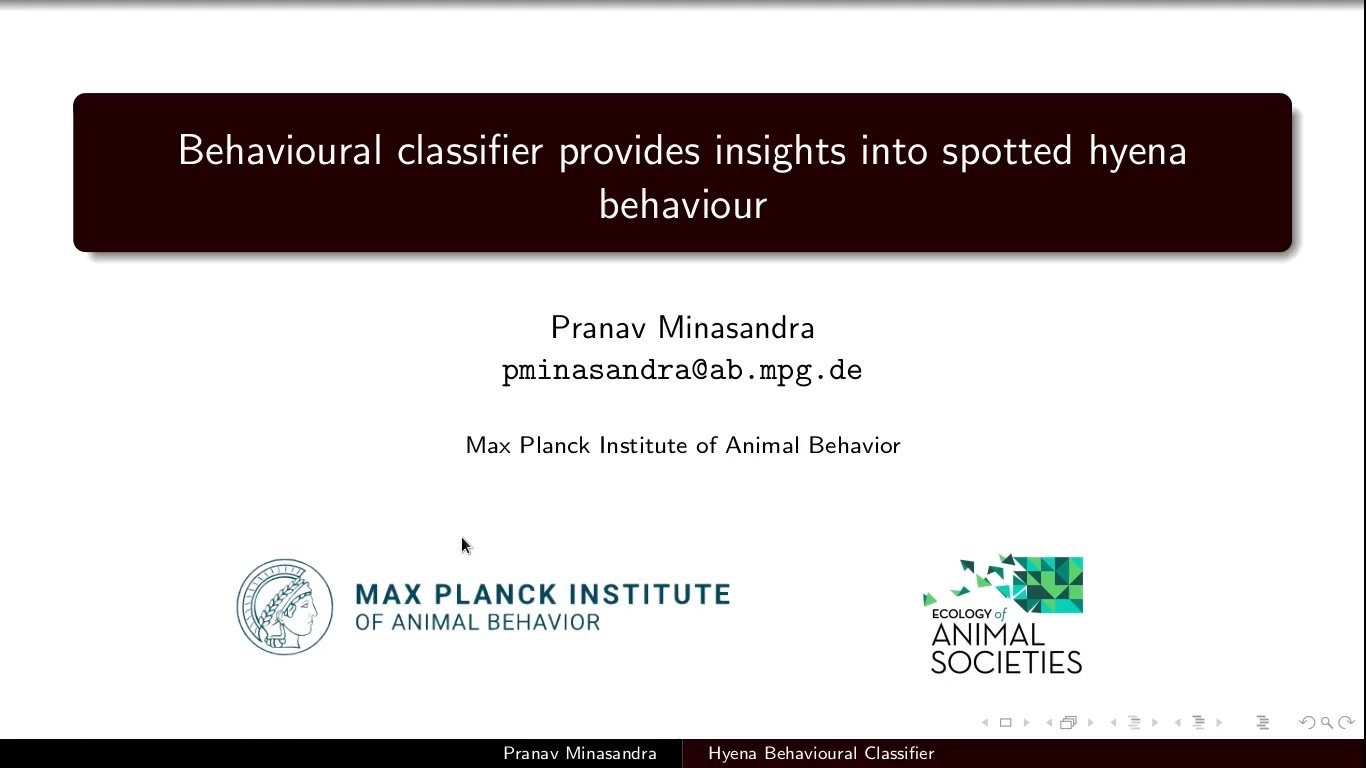 Behavioural classifier provides insights into spotted hyena
behaviour
Pranav Minasandra
pminasandra@ab.mpg.de
Max Planck Institute of Animal Behavior
MAX PLANCK INSTITUTE
OF ANIMAL BEHAVIOR
ECOLOGY of
ANIMAL
SOCIETIES
Pranav Minasandra
Hyena Behavioural Classifier